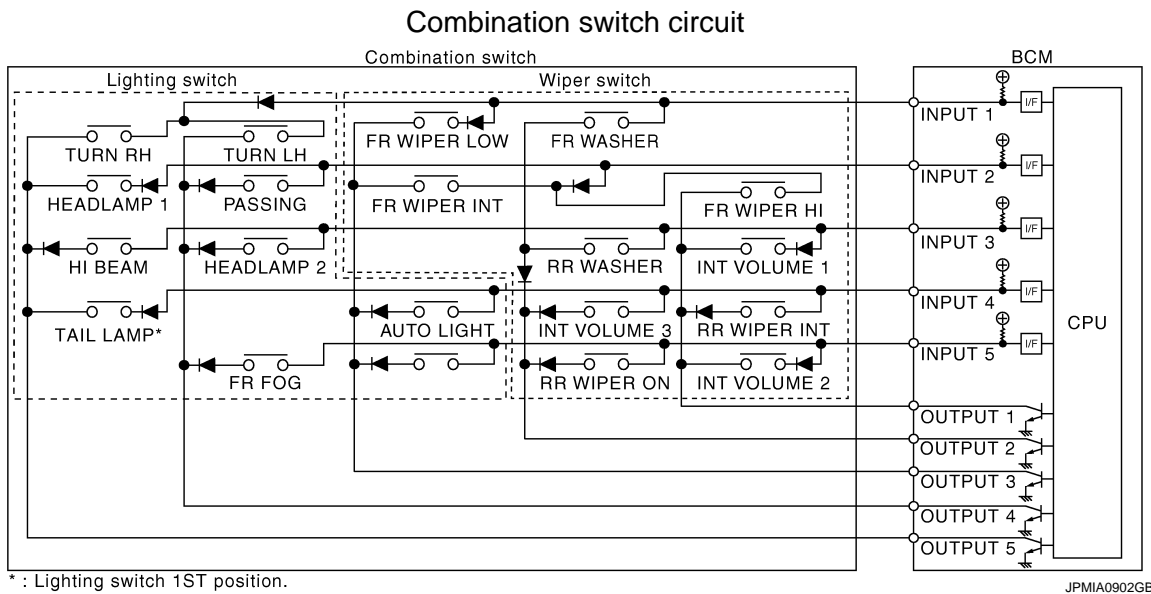 Combination switch circuit
Combination switch
BCM
Lighting switch
Wiper switch
INPUT 1
I/F
FR WIPER LOW
FR WASHER
TURN RH
TURN LH
INPUT 2
I/F
HEADLAMP 1
PASSING
FR WIPER INT
FR WIPER HI
INPUT 3
I/F
HI BEAM
HEADLAMP 2
RR WASHER
INT VOLUME 1
INPUT 4
I/F
TAIL LAMP*
AUTO LIGHT
INT VOLUME 3
RR WIPER INT
CPU
INPUT 5
I/F
FR FOG
RR WIPER ON
INT VOLUME 2
OUTPUT 1
OUTPUT 2
OUTPUT 3
OUTPUT 4
OUTPUT 5
* : Lighting switch 1ST position.
JPMIA0902GB